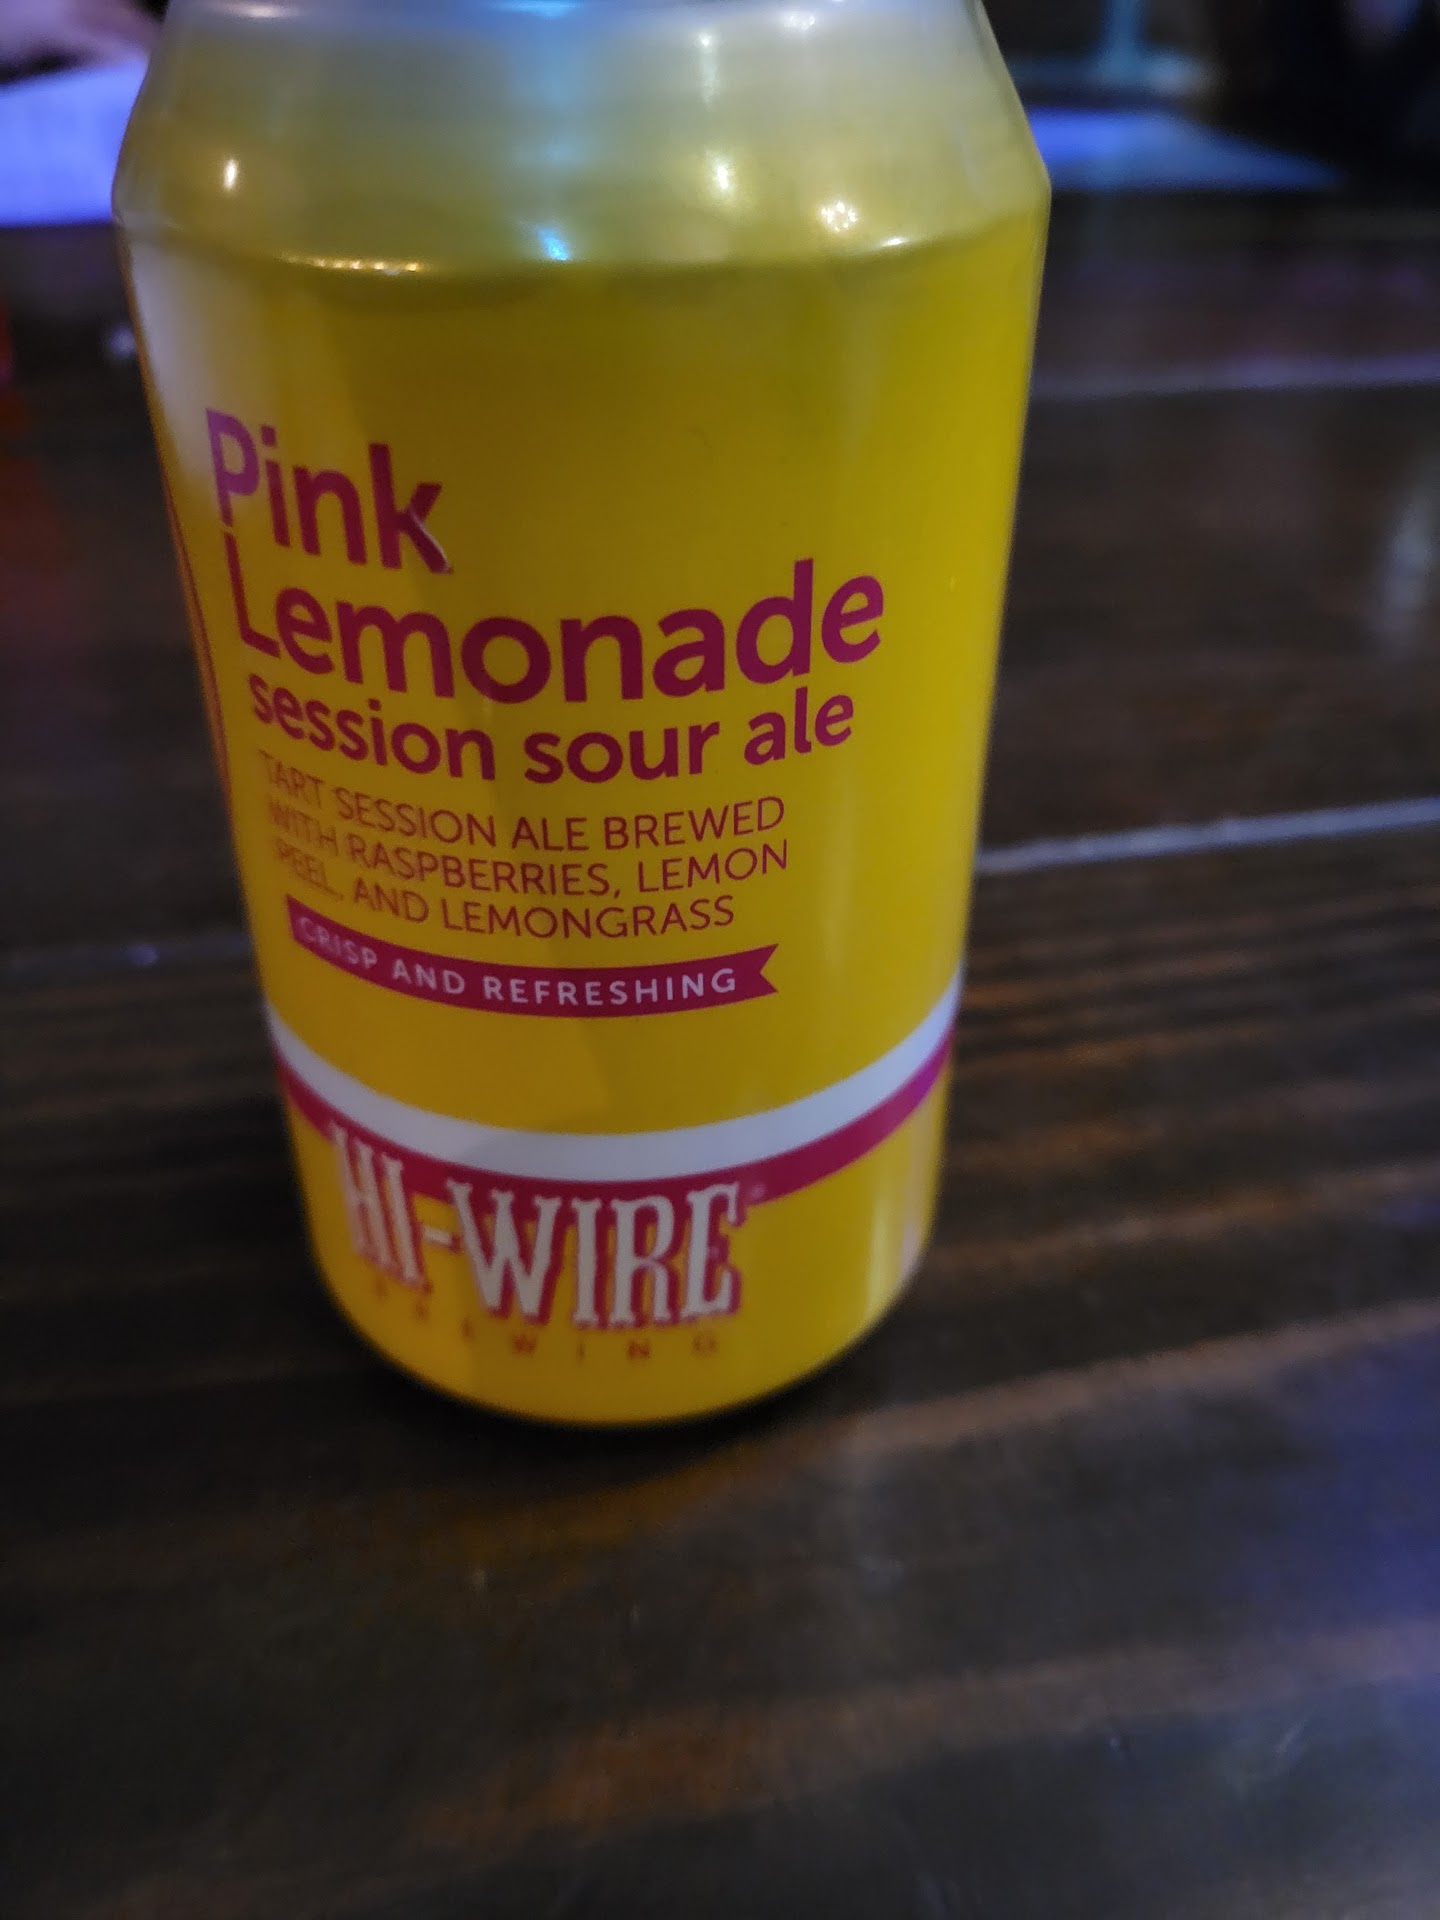 Pink
Lemonade
session sour ale
TART SESSION ALE BREWED
WITH RASPBERRIES, LEMON
PEEL, AND LEMONGRASS
CRISP AND REFRESHING
HI-WIRE
BREWING